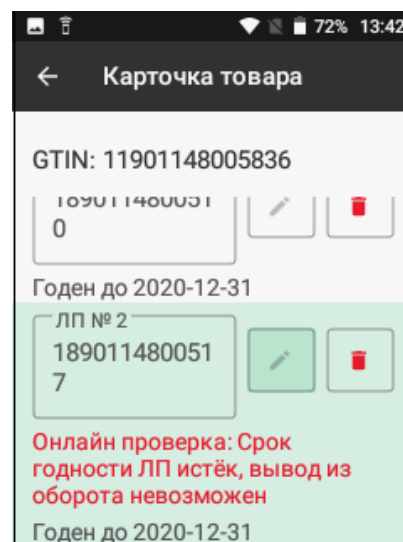 72% 13:42
Карточка товара
GTIN: 11901148005836
189011480051
0
Годен до 2020-12-31
ЛП № 2
189011480051
7
Онлайн проверка: Срок
годности ЛП истёк, вывод из
оборота невозможен
Годен до 2020-12-31